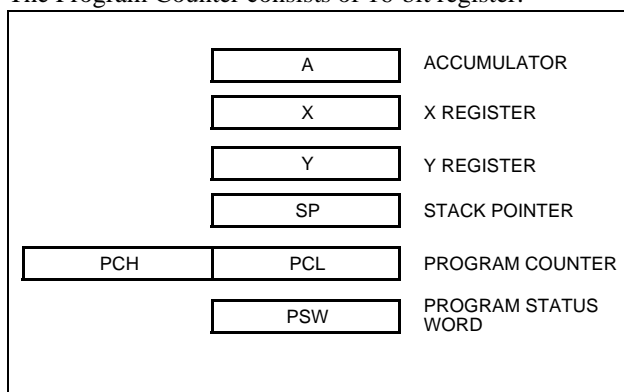 The Program Counter consists of 16-bit register.
A ACCUMULATOR
X X REGISTER
Y Y REGISTER
SP STACK POINTER
PCH PCL PROGRAM COUNTER
PSW PROGRAM STATUS
WORD